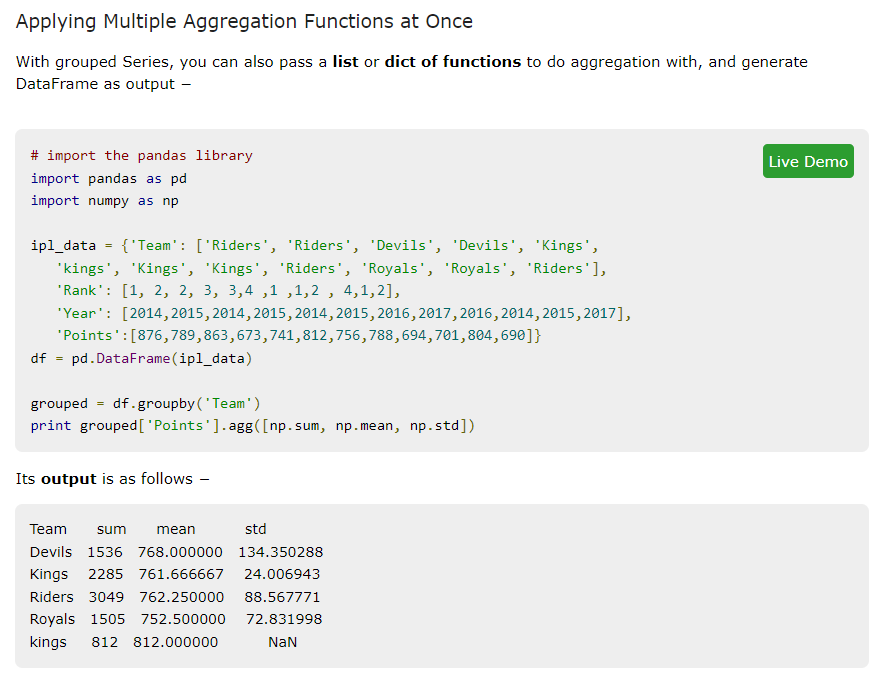 Applying Multiple Aggregation Functions at Once
With grouped Series, you can also pass a list or dict of functions to do aggregation with, and generate
DataFrame as output −
# import the pandas library
Live Demo
import pandas as pd
import numpy as np
ipl_data = {'Team': ['Riders', 'Riders', 'Devils', 'Devils', 'Kings',
'kings', 'Kings', 'Kings', 'Riders', 'Royals', 'Royals', 'Riders'],
'Rank': [1, 2, 2, 3, 3,4 ,1 ,1,2 , 4,1,2],
'Year': [2014,2015,2014,2015,2014,2015,2016,2017,2016,2014,2015,2017],
'Points':[876,789,863,673,741,812,756,788,694,701,804,690]}
df = pd.DataFrame(ipl_data)
grouped = df.groupby('Team')
print grouped['Points'].agg([np.sum, np.mean, np.std])
Its output is as follows −
Team sum mean std
Devils 1536 768.000000 134.350288
Kings 2285 761.666667 24.006943
Riders 3049 762.250000 88.567771
Royals 1505 752.500000 72.831998
kings 812 812.000000 NaN